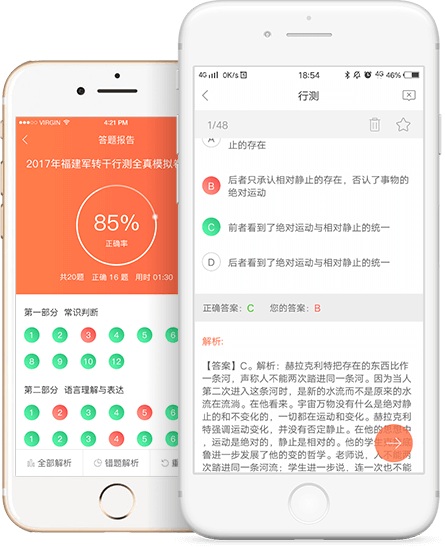 VIRGIN
4:21 PM
答题报告
2017年福建军转干行测全真模拟
85%
正确率
共20题 正确 16 题 用时 01:30
第一部分 常识判断
1 2 3 4
8 9 10 12
第二部分 语言理解与表达
1 2 3 4 5
1 2 3 4 5
全部解析 错题解析
4G 0K/s 18:54 4G 46%
行测
1/48
A
止的存在
B 后者只承认相对静止的存在，否认了事物的
绝对运动
C 前者看到了绝对运动与相对静止的统一
D 后者看到了绝对运动与相对静止的统一
正确答案：C 您的答案：B
解析：
【答案】C。解析：赫拉克利特把存在的东西比作
一条河，声称人不能两次踏进同一条河。因为当人
第二次进入这条河时，是新的水流而不是原来的水
流在流淌。在他看来。宇宙万物没有什么是绝对静
止的和不变化的，一切都在运动和变化。赫拉克利
特强调运动变化，并没有否定静止。在他的思想中
，运动是绝对的，静止是相对的。他的学生
鲁进一步发展了他的变的哲学。老师说，人不能两
次踏进同一条河流；学生进一步说，连一次也不能